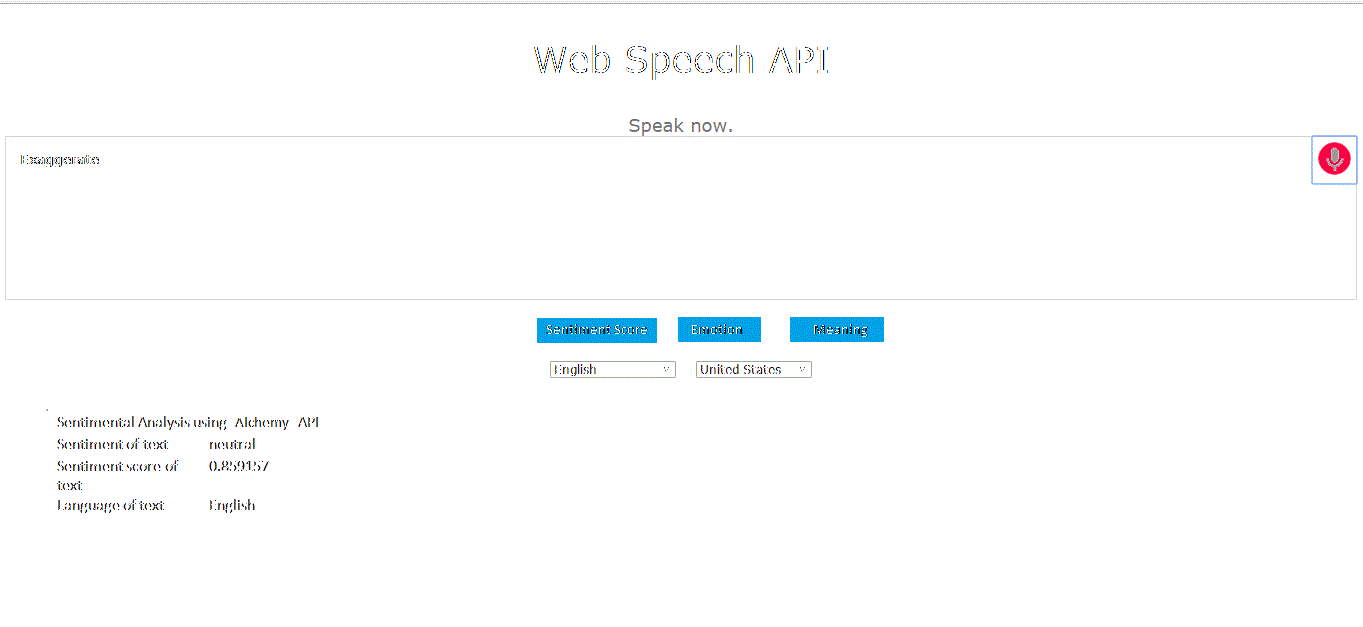 Web Speech API
Speak now.
Exaggerate
Sentiment Score Emotion Meaning
English United States
Sentimental Analysis using Alchemy API
Sentiment of text neutral
Sentiment score of 0.859157
text
Language of text English